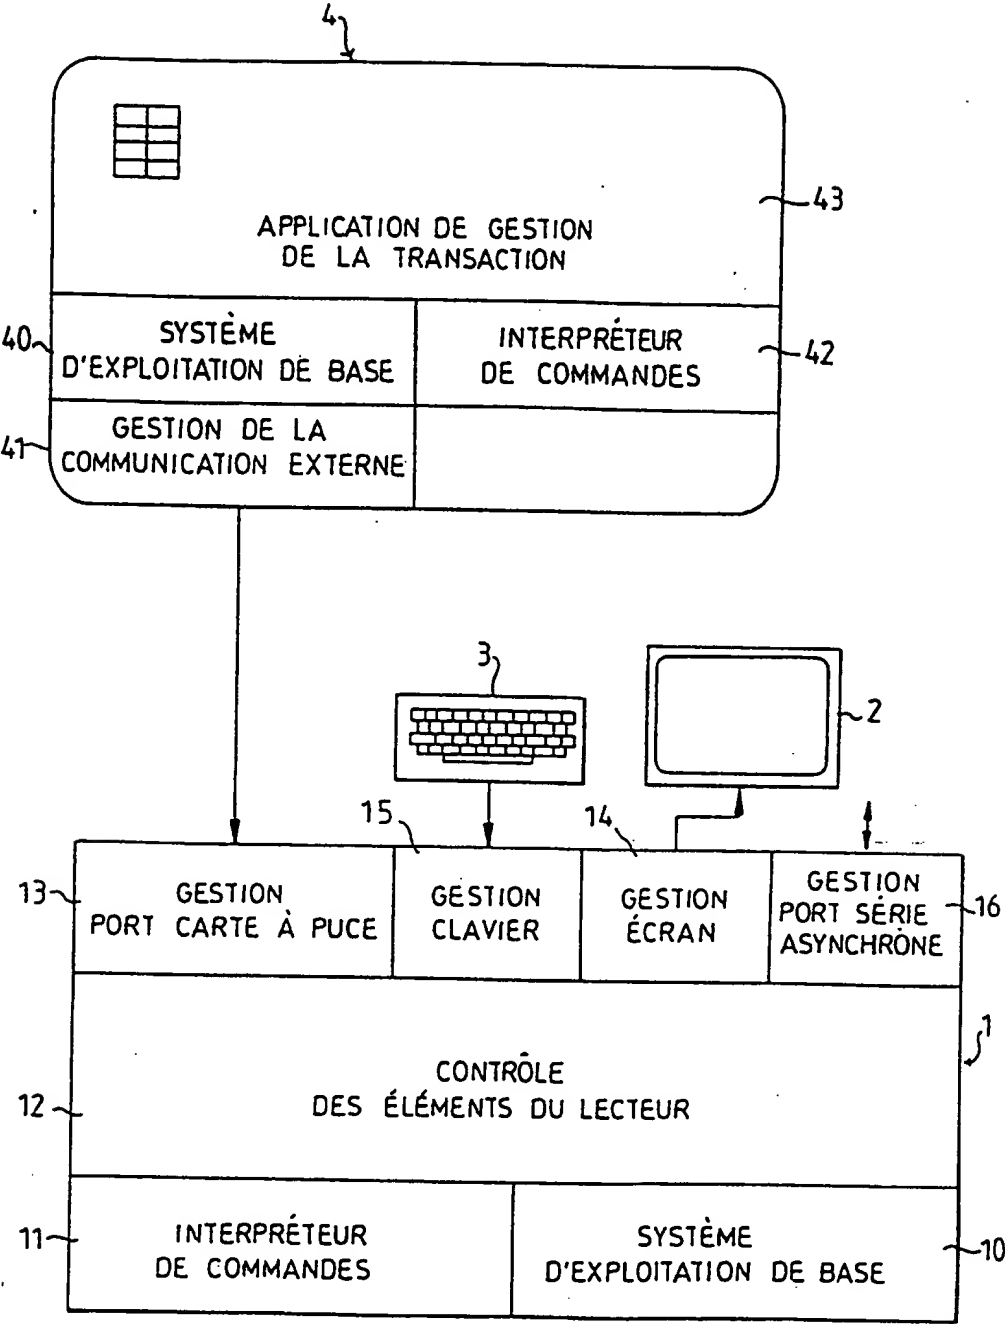 4
43
APPLICATION DE GESTION
DE LA TRANSACTION
40
SYSTÈME
D'EXPLOITATION DE BASE
INTERPRÉTEUR
DE COMMANDES
42
41
GESTION DE LA
COMMUNICATION EXTERNE
3
2
15
14
13
GESTION
PORT CARTE À PUCE
GESTION
CLAVIER
GESTION
ÉCRAN
GESTION
PORT SÉRIE
ASYNCHRÔNE
16
1
CONTRÔLE
DES ÉLÉMENTS DU LECTEUR
12
11
INTERPRÉTEUR
DE COMMANDES
SYSTÈME
D'EXPLOITATION DE BASE
10